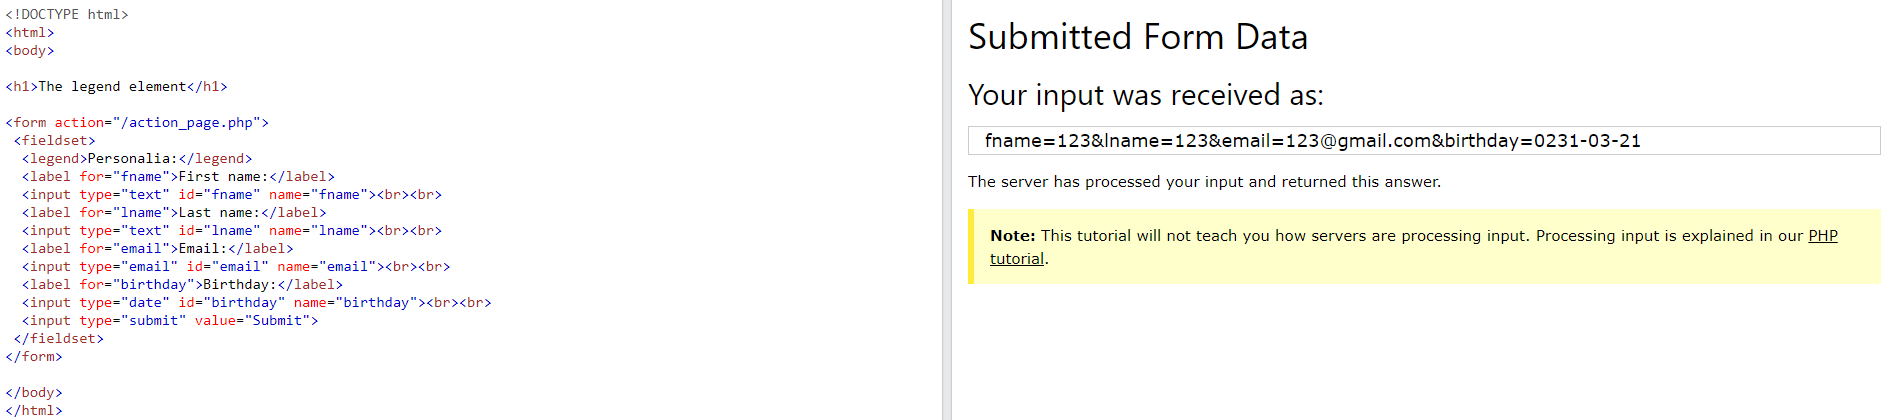 <!DOCTYPE html>
<html>
<body>
<h1>The legend element</h1>
<form action="/action_page.php">
<fieldset>
<legend>Personalia:</legend>
<label for="fname">First name:</label>
<input type="text" id="fname" name="fname"><br><br>
<label for="lname">Last name:</label>
<input type="text" id="lname" name="lname"><br><br>
<label for="email">Email:</label>
<input type="email" id="email" name="email"><br><br>
<label for="birthday">Birthday:</label>
<input type="date" id="birthday" name="birthday"><br><br>
<input type="submit" value="Submit">
</fieldset>
</form>
</body>
</html>
Submitted Form Data
Your input was received as:
fname=123&lname=123&email=123@gmail.com&birthday=0231-03-21
The server has processed your input and returned this answer.
Note: This tutorial will not teach you how servers are processing input. Processing input is explained in our PHP
tutorial.